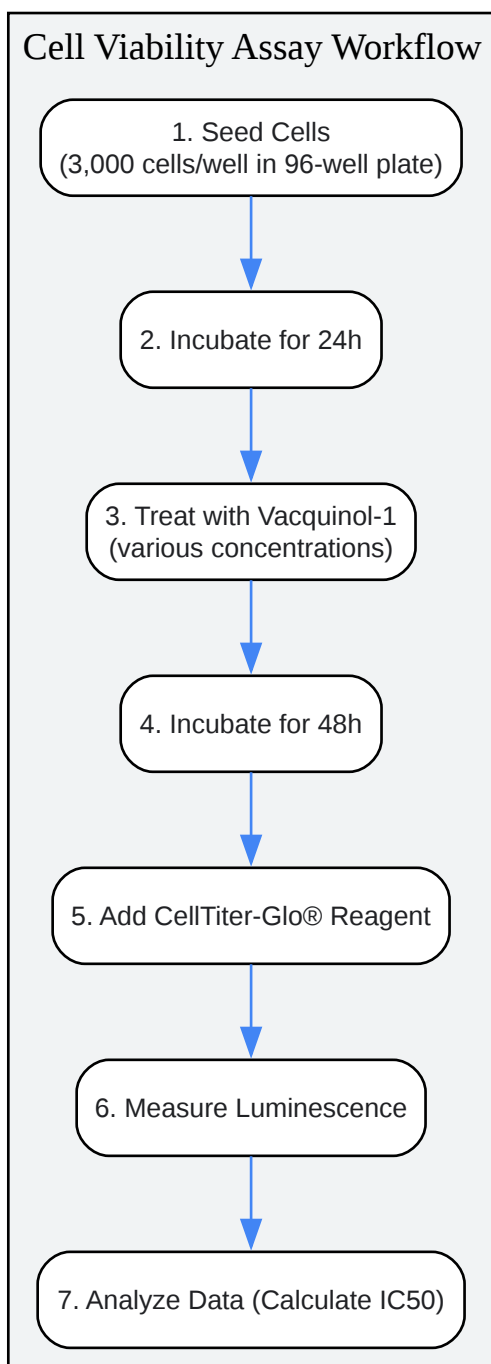 Cell Viability Assay Workflow
1. Seed Cells
(3,000 cells/well in 96-well plate)
2. Incubate for 24h
3. Treat with Vacquinol-1
(various concentrations)
4. Incubate for 48h
5. Add CellTiter-Glo® Reagent
6. Measure Luminescence
7. Analyze Data (Calculate IC50)